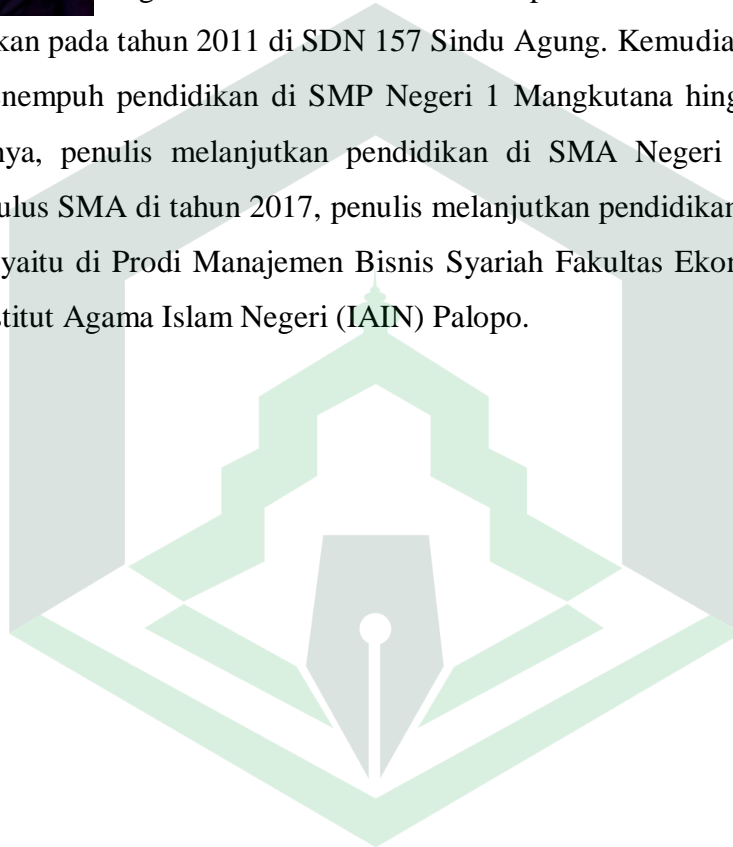 kan pada tahun 2011 di SDN 157 Sindu Agung. Kemudia
nempuh pendidikan di SMP Negeri 1 Mangkutana hing
nya, penulis melanjutkan pendidikan di SMA Negeri
ulus SMA di tahun 2017, penulis melanjutkan pendidikan
yaitu di Prodi Manajemen Bisnis Syariah Fakultas Ekon
stitut Agama Islam Negeri (IAIN) Palopo.